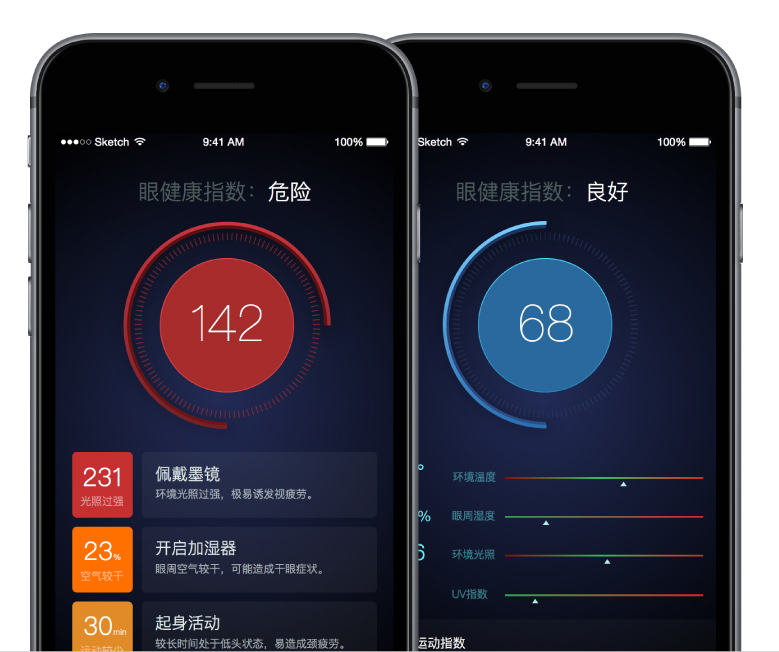 Sketch 9:41 AM 100%
眼健康指数：危险
142
231
光照过强
佩戴墨镜
环境光照过强，极易诱发视疲劳。
23%
空气较干
开启加湿器
眼周空气较干，可能造成干眼症状。
30min
运动较少
起身活动
较长时间处于低头状态，易造成颈疲劳。
Sketch 9:41 AM 100%
眼健康指数：良好
68
°
环境温度
%
眼周湿度
环境光照
UV指数
运动指数